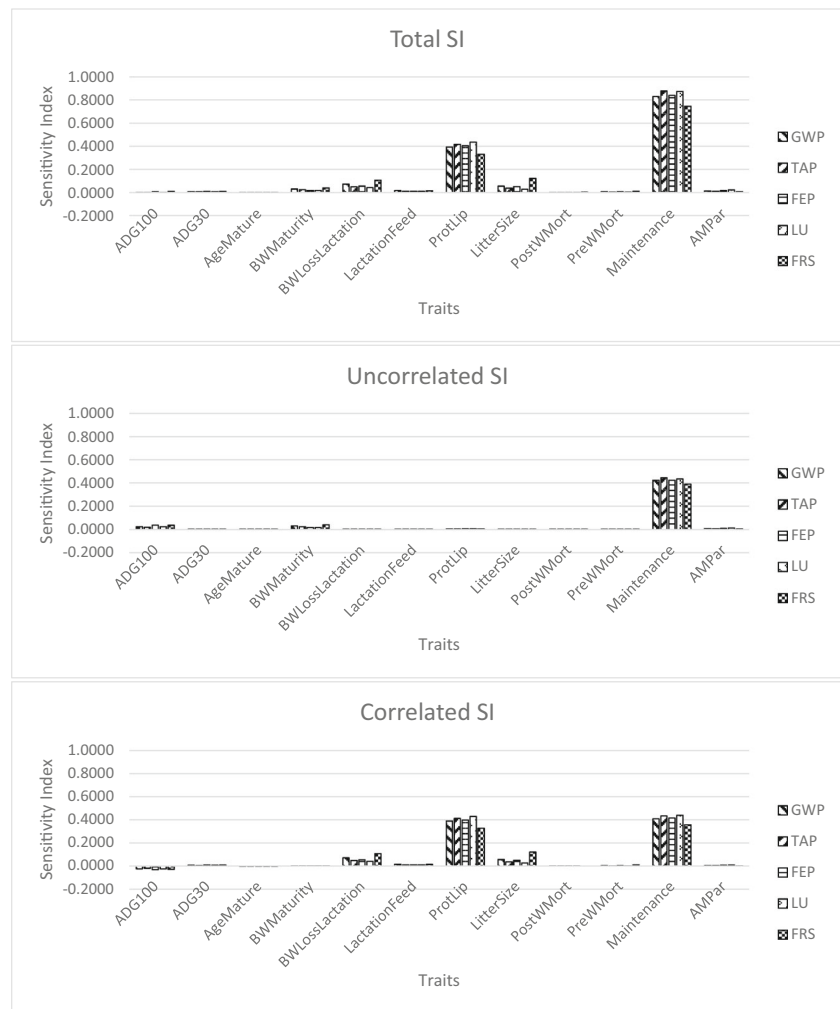 Total SI
Sensitivity Index
1.0000
0.8000
0.6000
0.4000
0.2000
0.0000
-0.2000
ADG100
ADG30
AgeMature
BWMaturity
BWLossLactation
LactationFeed
ProtLip
LitterSize
PostWMort
PreWMort
Maintenance
AMPar
Traits
GWP
TAP
FEP
LU
FRS
Uncorrelated SI
Sensitivity Index
1.0000
0.8000
0.6000
0.4000
0.2000
0.0000
-0.2000
ADG100
ADG30
AgeMature
BWMaturity
BWLossLactation
LactationFeed
ProtLip
LitterSize
PostWMort
PreWMort
Maintenance
AMPar
Traits
GWP
TAP
FEP
LU
FRS
Correlated SI
Sensitivity Index
1.0000
0.8000
0.6000
0.4000
0.2000
0.0000
-0.2000
ADG100
ADG30
AgeMature
BWMaturity
BWLossLactation
LactationFeed
ProtLip
LitterSize
PostWMort
PreWMort
Maintenance
AMPar
Traits
GWP
TAP
FEP
LU
FRS